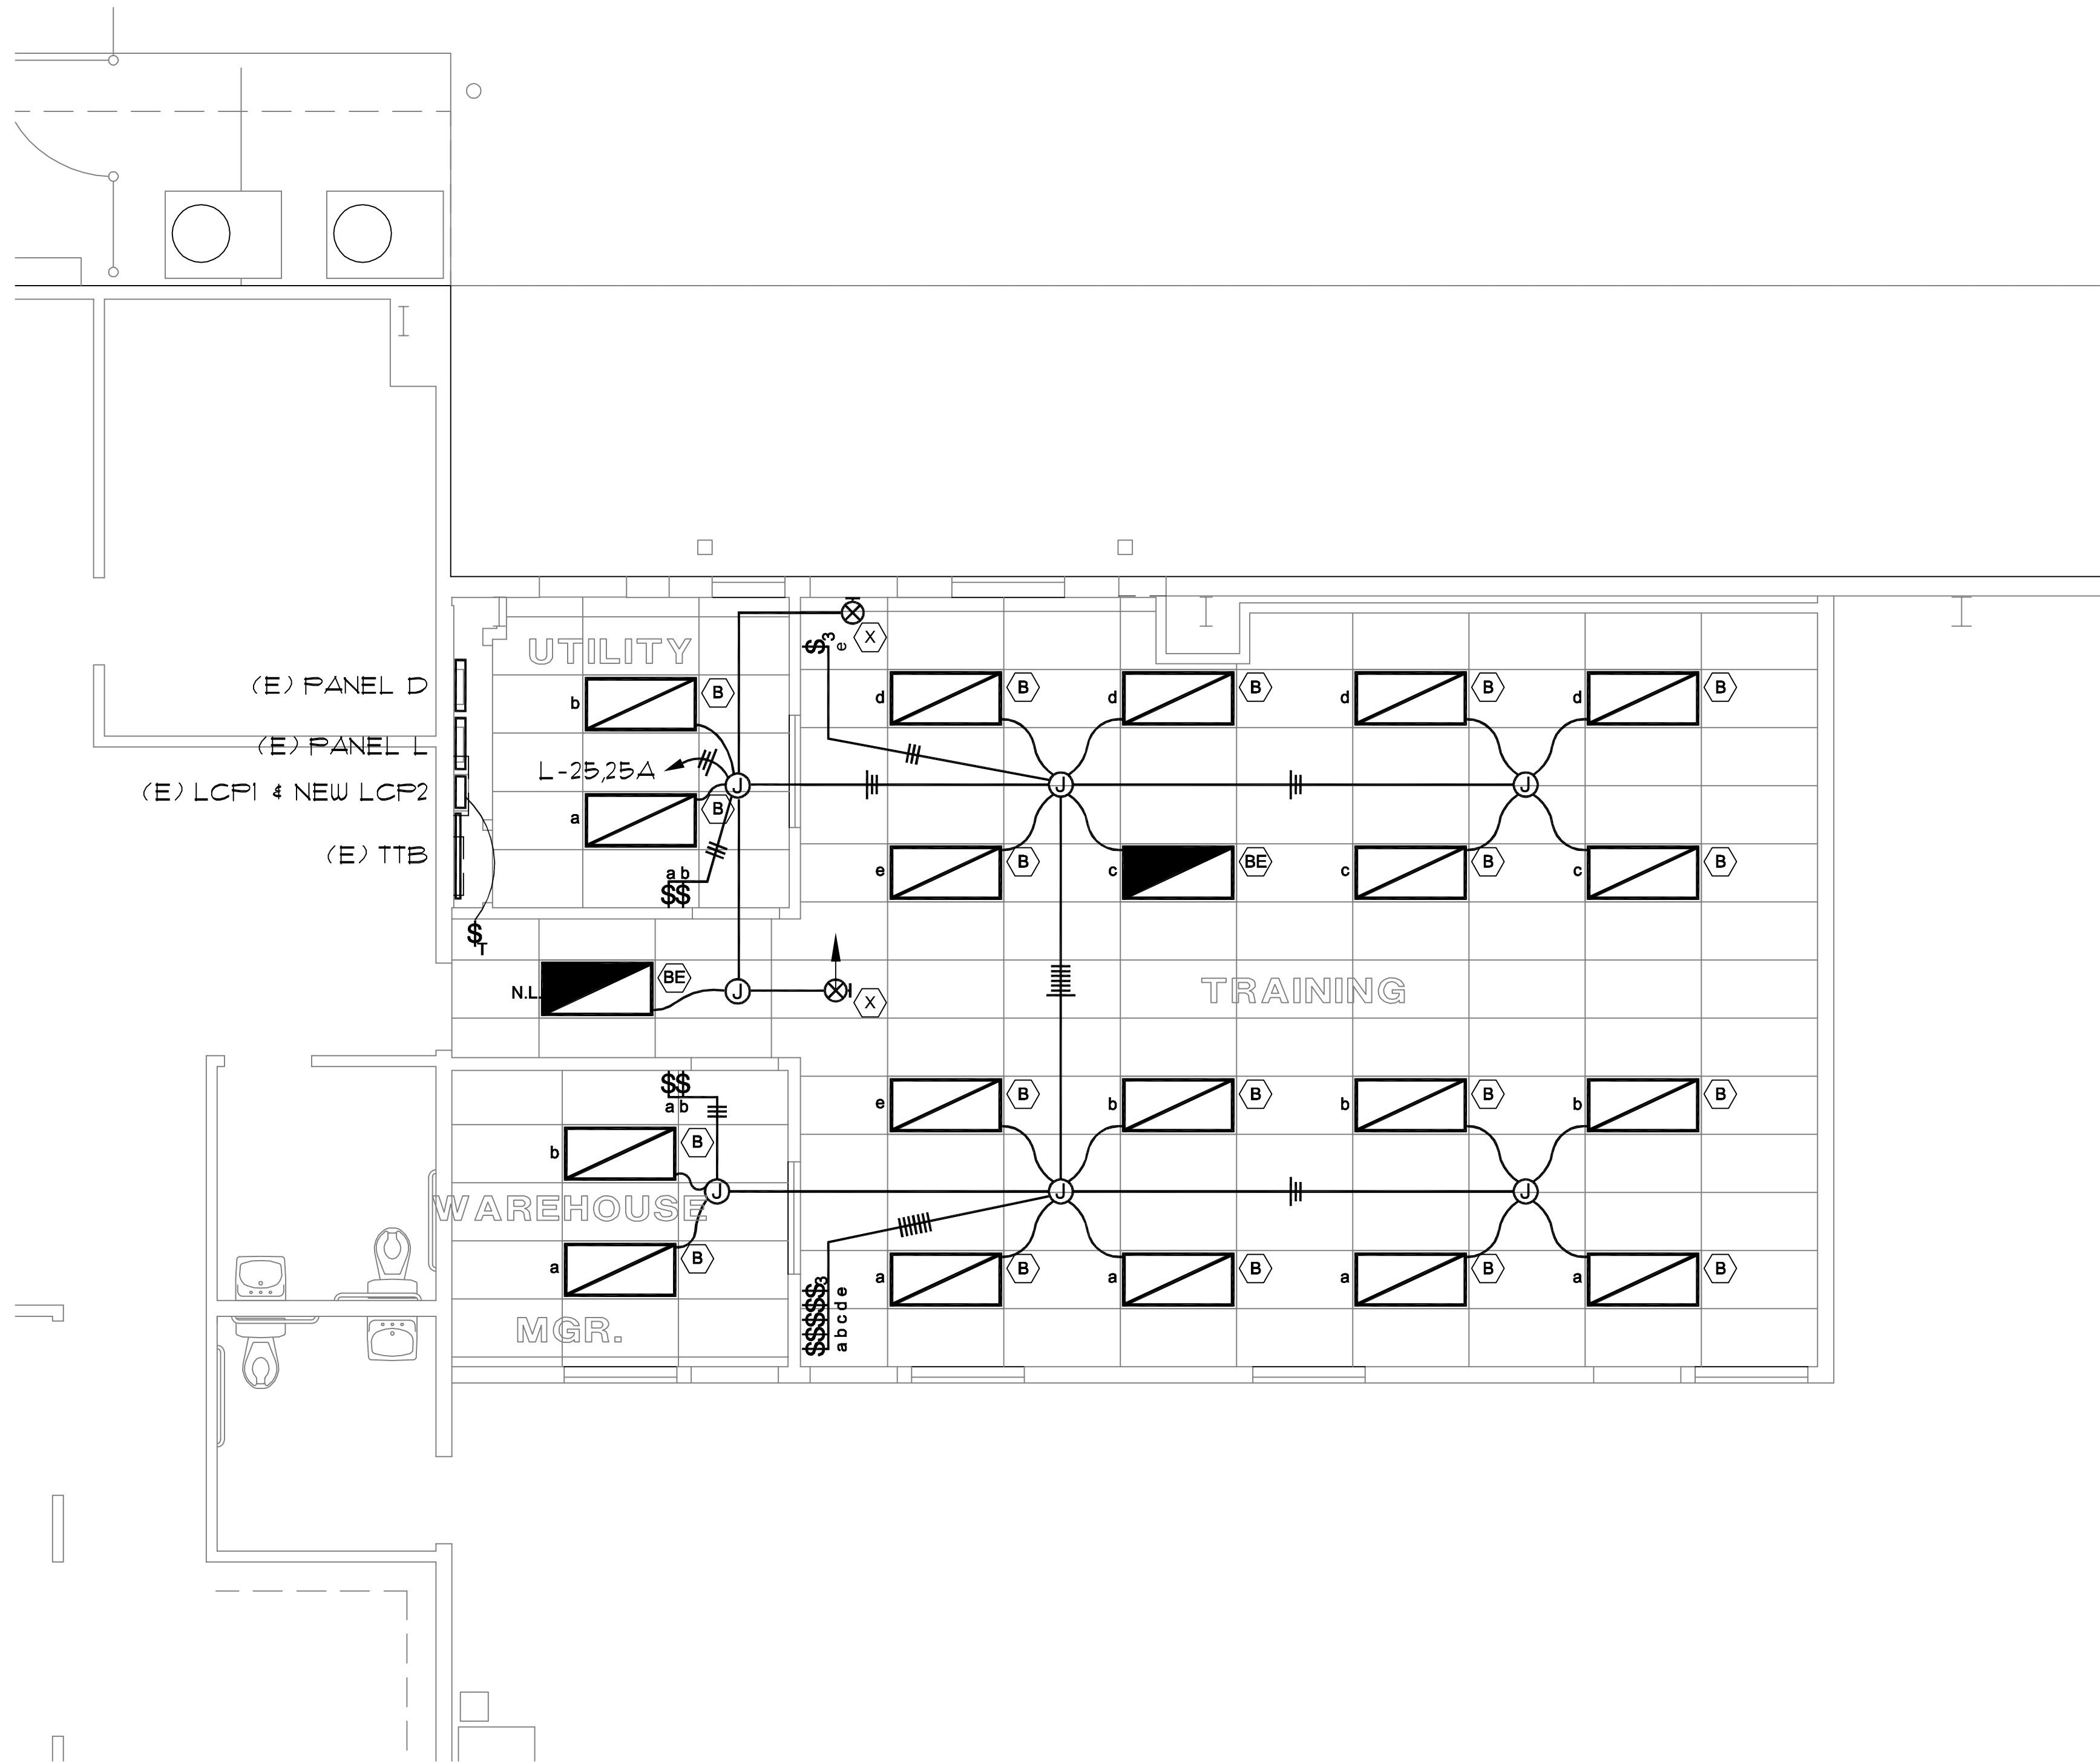 X
$3
e
UTILITY
(E) PANEL D
b B
d B d B d B d B
(E) PANEL L
L-25,25A
J J J
(E) LCP1 & NEW LCP2
a B
(E) TTB
e B c BE c B c B
a b
$$
$T
N.L. BE J X
TRAINING
$$
a b
e B b B b B b B
b B
J J J
WAREHOUSE
a B
a B a B a B a B
$$$$$3
a b c d e
MGR.